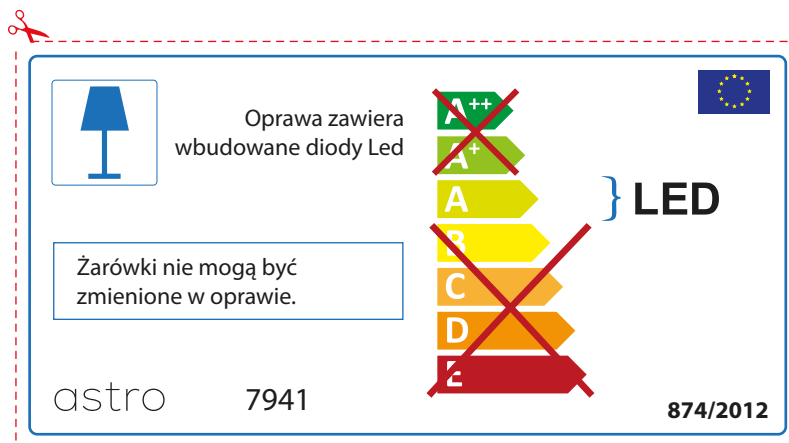 Oprawa zawiera
wbudowane diody Led
Żarówki nie mogą być
zmienione w oprawie.
A++
A+
A
B
C
D
E
LED
astro
7941
874/2012